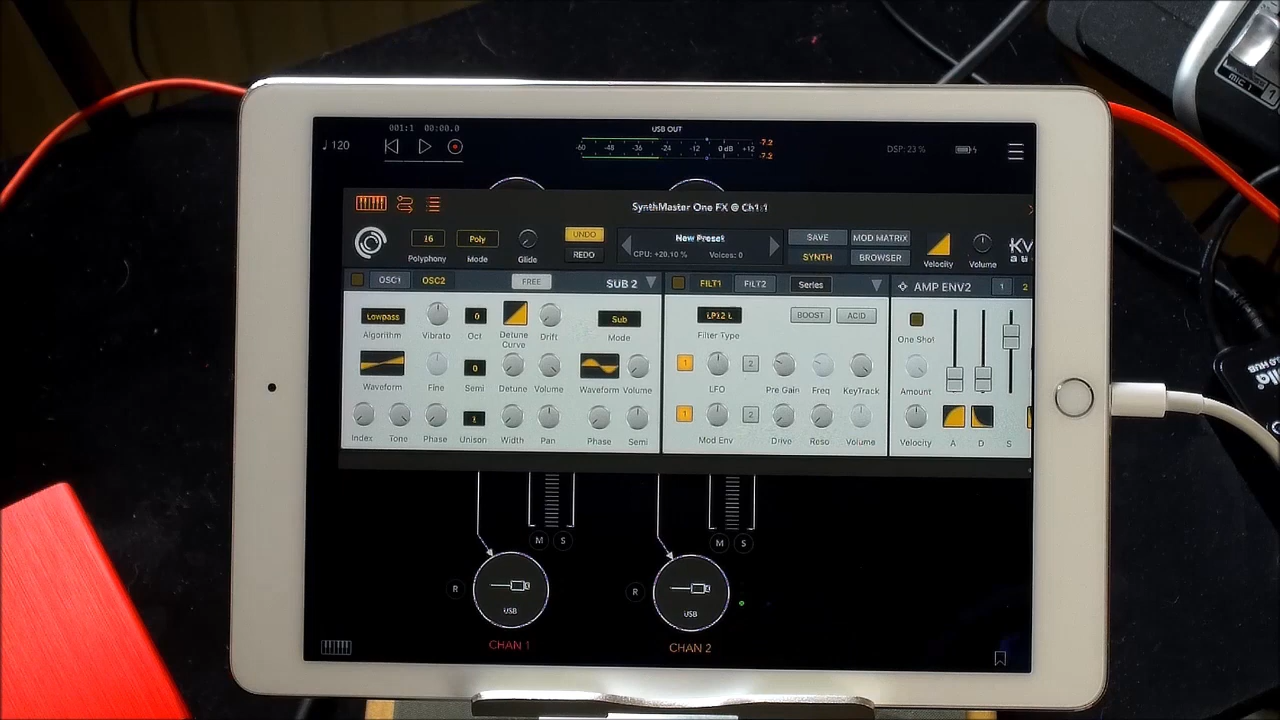 MIC 1
USB OUT
♩ 120
001:1 00:00.0
-60 -48 -36 -24 -12 0 dB +12
-7.2
-7.2
DSP: 23 %
SynthMaster One FX @ Ch1:1
16
Poly
UNDO
New Preset
SAVE
MOD MATRIX
REDO
CPU: +20.10 % Voices: 0
SYNTH
BROWSER
KV
Polyphony
Mode
Glide
Velocity
Volume
OSC1
OSC2
FREE
SUB 2
FILT1
FILT2
Series
AMP ENV2
1
2
Lowpass
0
Sub
LP12 L
BOOST
ACID
Algorithm
Vibrato
Oct
Detune Curve
Drift
Mode
Filter Type
One Shot
0
1
2
Waveform
Fine
Semi
Detune
Volume
Waveform
Volume
LFO
Pre Gain
Freq
KeyTrack
Amount
1
1
2
Index
Tone
Phase
Unison
Width
Pan
Phase
Semi
Mod Env
Drive
Reso
Volume
Velocity
A
D
S
M
S
M
S
R
USB
R
USB
CHAN 1
CHAN 2